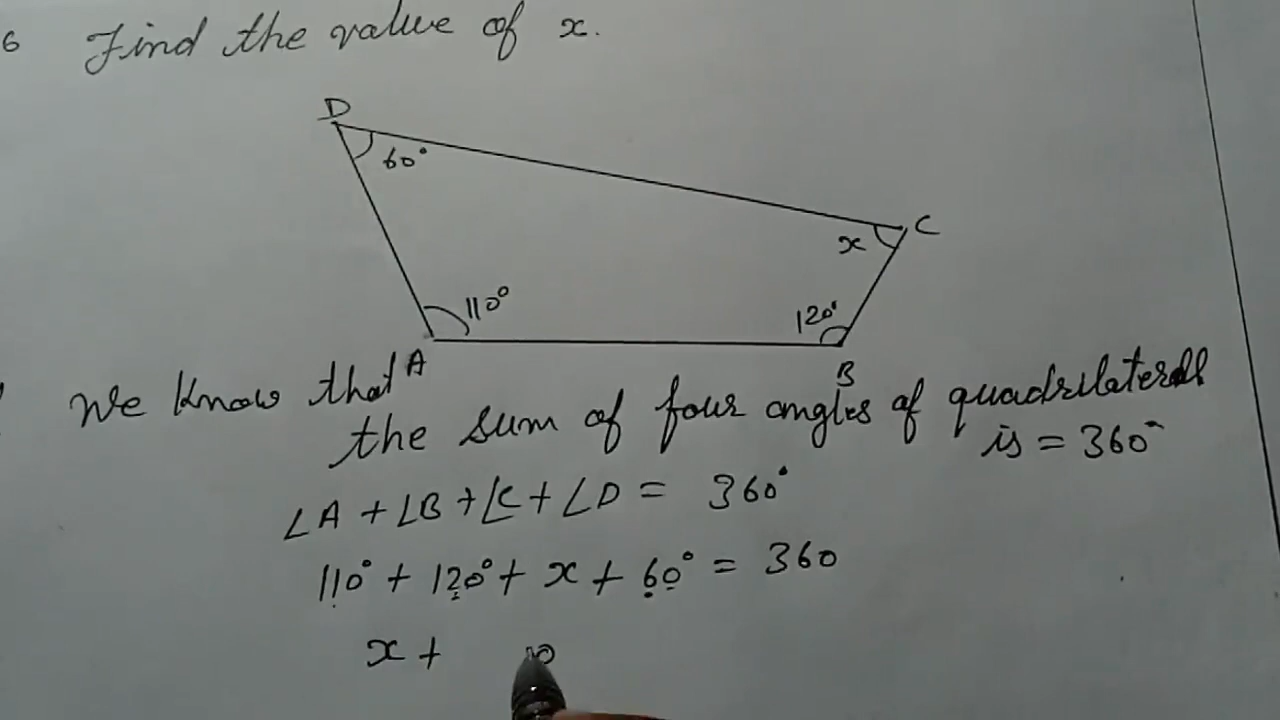 6 Find the value of x.
D
60°
C
x
110°
120°
A
B
We know that
the sum of four angles of quadrilateral
is = 360°
∠A + ∠B + ∠C + ∠D = 360°
110° + 120° + x + 60° = 360
x +